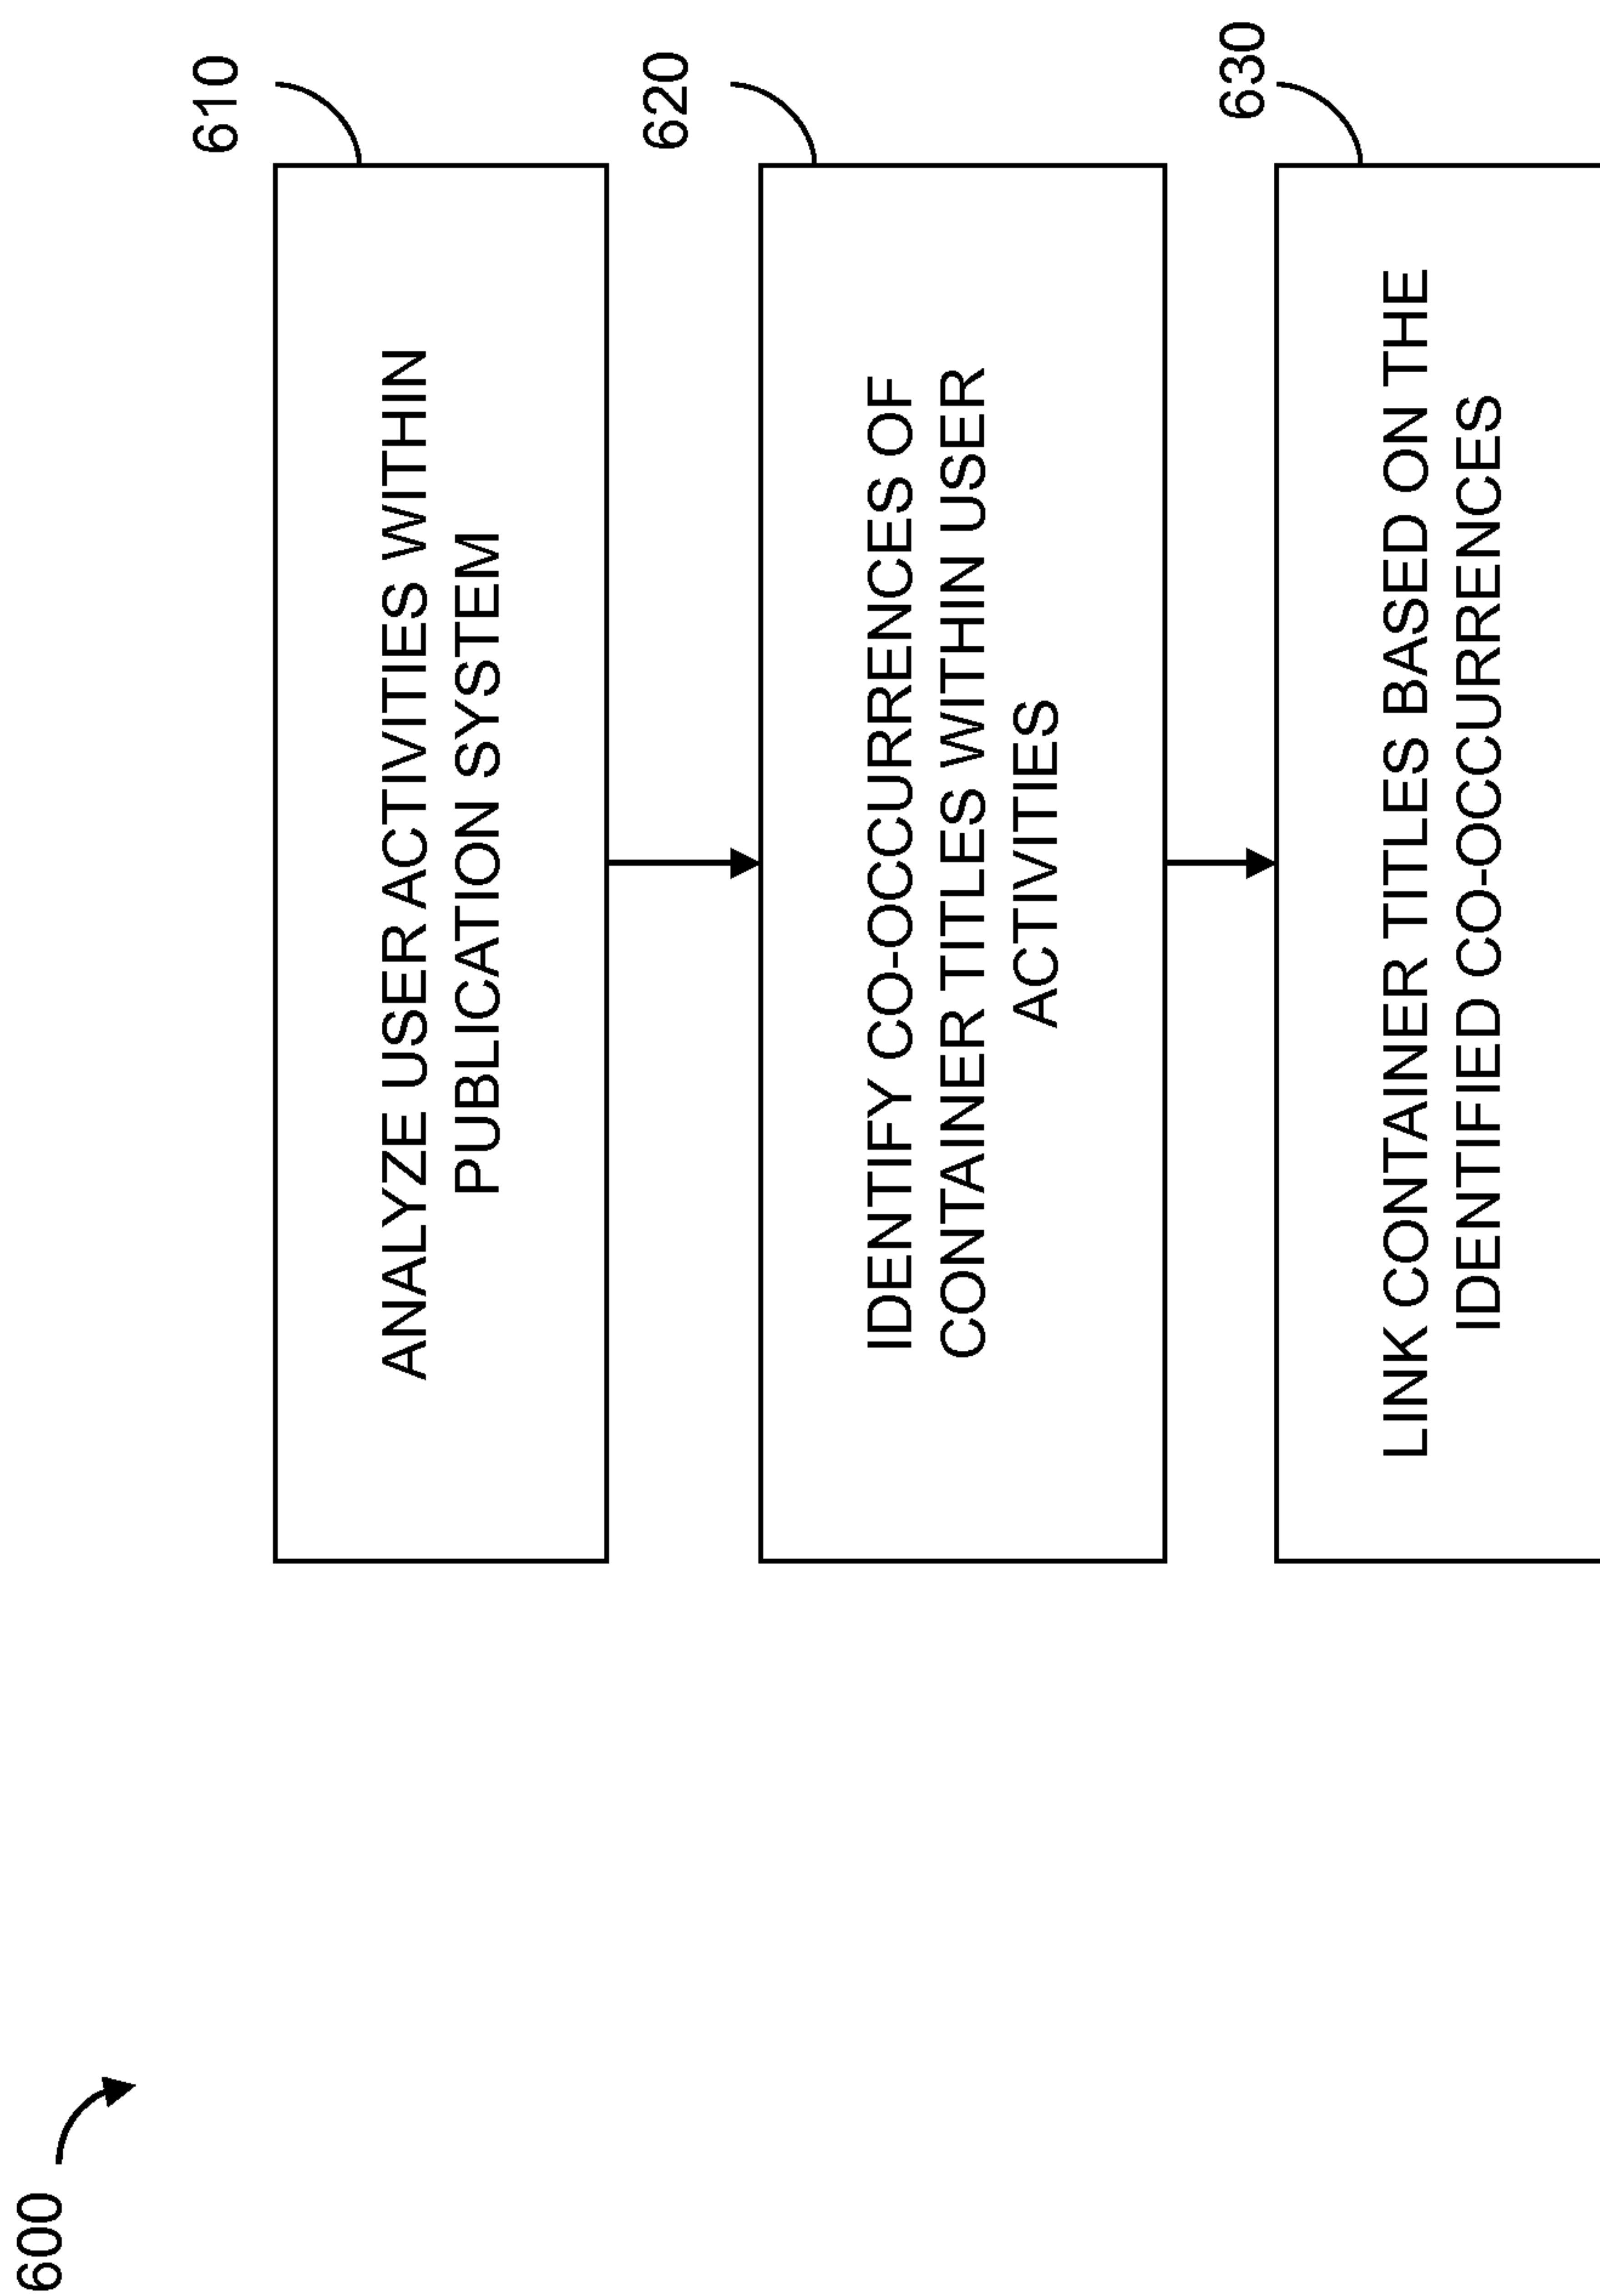 600
610
ANALYZE USER ACTIVITIES WITHIN
PUBLICATION SYSTEM
620
IDENTIFY CO-OCCURRENCES OF
CONTAINER TITLES WITHIN USER
ACTIVITIES
630
LINK CONTAINER TITLES BASED ON THE
IDENTIFIED CO-OCCURRENCES